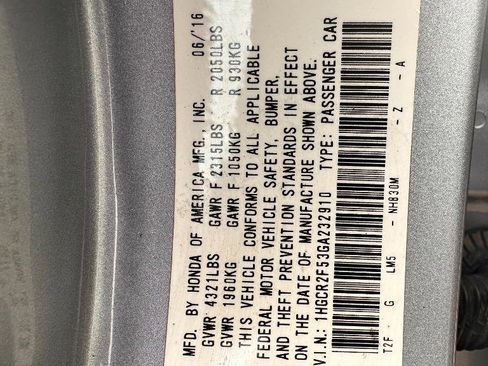 MFD. BY HONDA OF AMERICA MFG., INC. 06/'16
GVWR 4321LBS GAWR F 2315LBS R 2050LBS
GVWR 1960KG GAWR F 1050KG R 930KG
THIS VEHICLE CONFORMS TO ALL APPLICABLE
FEDERAL MOTOR VEHICLE SAFETY, BUMPER,
AND THEFT PREVENTION STANDARDS IN EFFECT
ON THE DATE OF MANUFACTURE SHOWN ABOVE.
V.I.N.: 1HGCR2F53GA232910 TYPE: PASSENGER CAR
T2F G LM5 - NH830M - Z - A